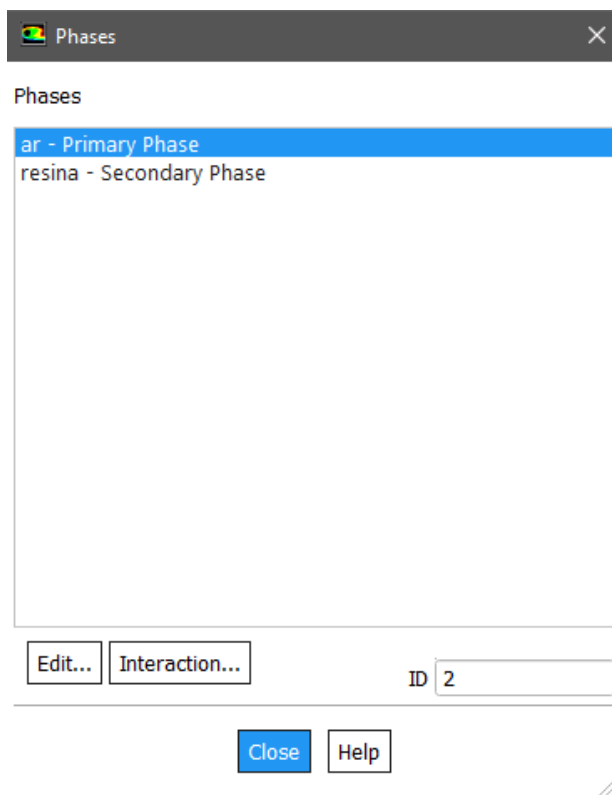 Phases
Phases
ar - Primary Phase
resina - Secondary Phase
Edit... Interaction... ID 2
Close Help